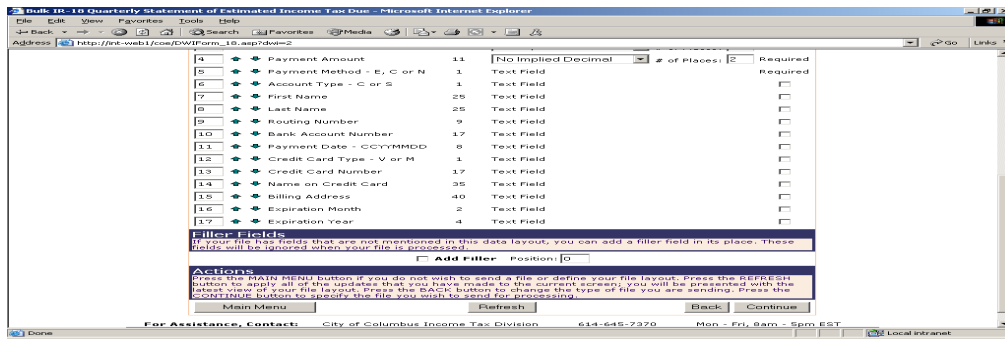 Bulk IR-18 Quarterly Statement of Estimated Income Tax Due - Microsoft Internet Explorer
File Edit View Favorites Tools Help
Back Search Favorites Media
Address http://int-web1/coe/DWIForm_18.asp?dwi=2 Go Links
4 Payment Amount 11 No Implied Decimal # of Places: 2 Required
5 Payment Method - E, C or N 1 Text Field Required
6 Account Type - C or S 1 Text Field
7 First Name 25 Text Field
8 Last Name 25 Text Field
9 Routing Number 9 Text Field
10 Bank Account Number 17 Text Field
11 Payment Date - CCYYMMDD 8 Text Field
12 Credit Card Type - V or M 1 Text Field
13 Credit Card Number 17 Text Field
14 Name on Credit Card 35 Text Field
15 Billing Address 40 Text Field
16 Expiration Month 2 Text Field
17 Expiration Year 4 Text Field
Filler Fields
If your file has fields that are not mentioned in this data layout, you can add a filler field in its place. These
fields will be ignored when your file is processed.
Add Filler Position: 0
Actions
Press the MAIN MENU button if you do not wish to send a file or define your file layout. Press the REFRESH
button to apply all of the updates that you have made to the current screen; you will be presented with the
latest view of your file layout. Press the BACK button to change the type of file you are sending. Press the
CONTINUE button to specify the file you wish to send for processing.
Main Menu Refresh Back Continue
For Assistance, Contact: City of Columbus Income Tax Division 614-645-7370 Mon - Fri, 8am - 5pm EST
Done Local intranet